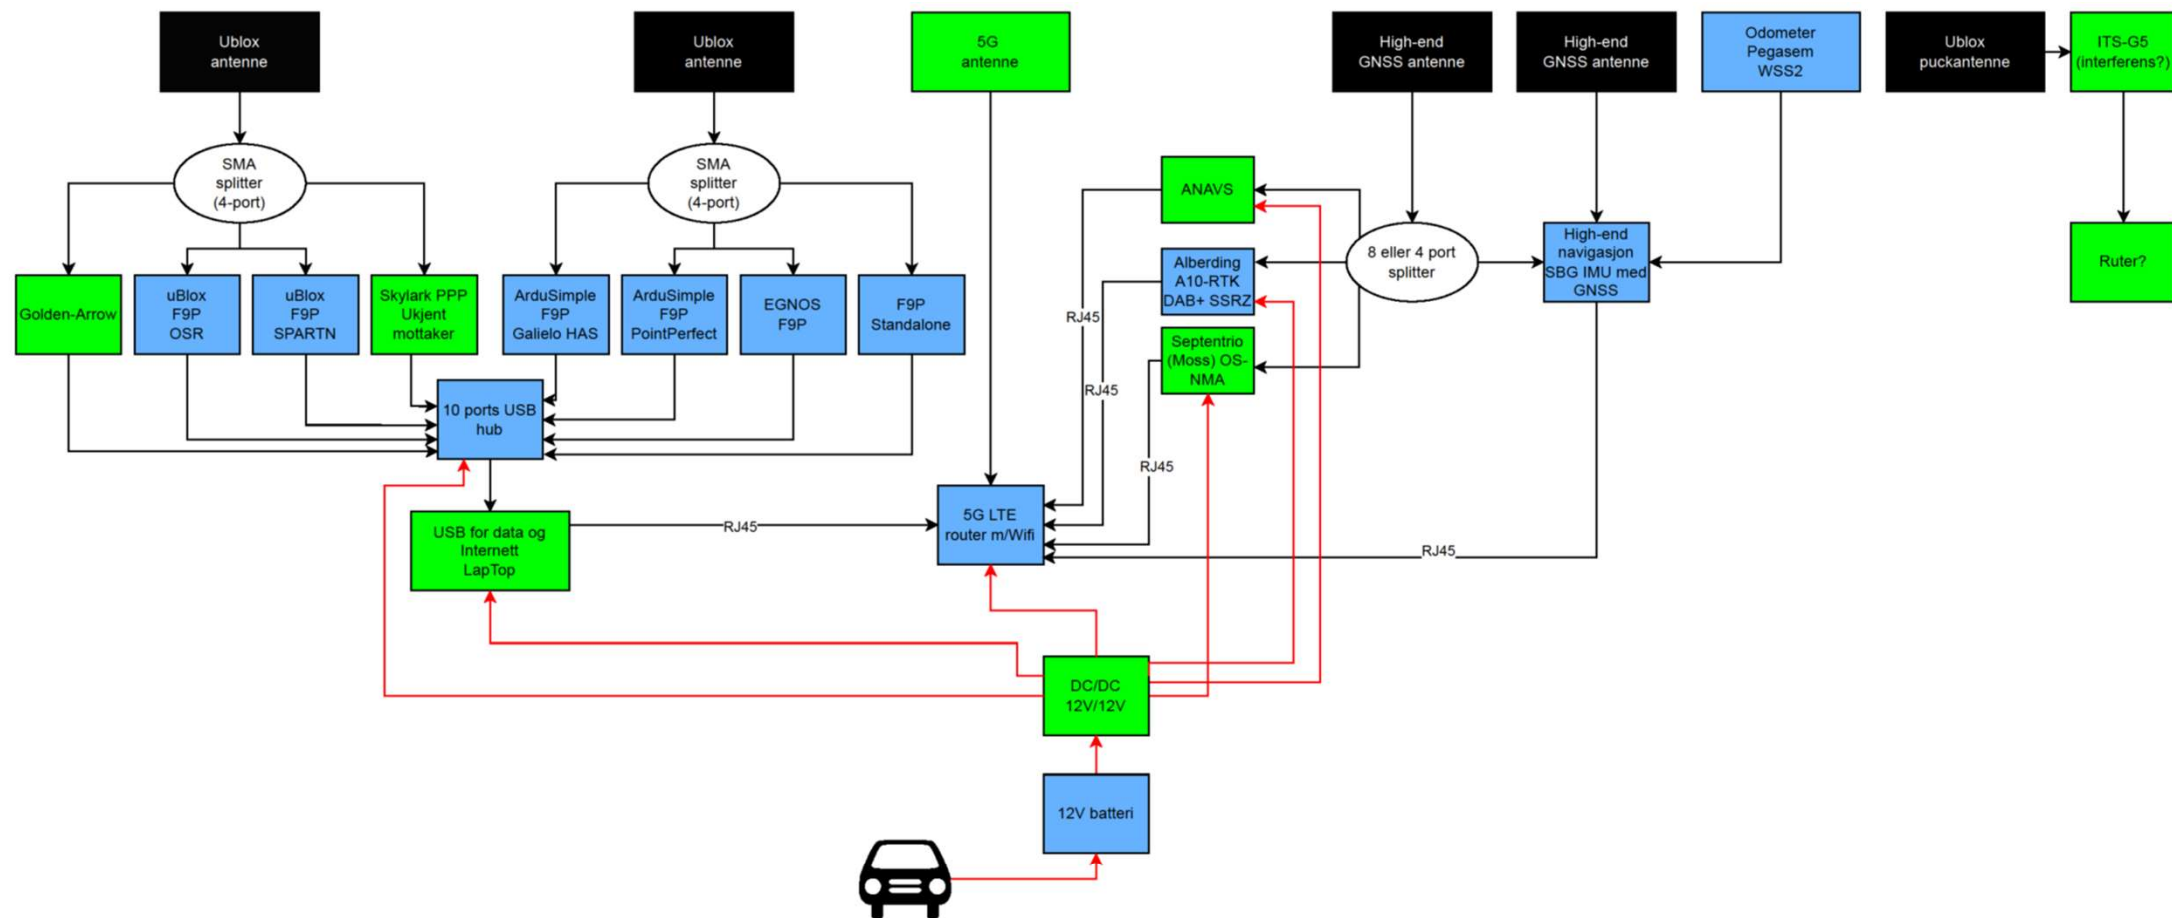 Ublox
antenne
Ublox
antenne
5G
antenne
High-end
GNSS antenne
High-end
GNSS antenne
Odometer
Pegasem
WSS2
Ublox
puckantenne
ITS-G5
(interferens?)
SMA
splitter
(4-port)
SMA
splitter
(4-port)
ANAVS
Alberding
A10-RTK
DAB+ SSRZ
Septentrio
(Moss) OS-
NMA
8 eller 4 port
splitter
High-end
navigasjon
SBG IMU med
GNSS
Ruter?
Golden-Arrow
uBlox
F9P
OSR
uBlox
F9P
SPARTN
Skylark PPP
Ukjent
mottaker
ArduSimple
F9P
Galielo HAS
ArduSimple
F9P
PointPerfect
EGNOS
F9P
F9P
Standalone
RJ45
RJ45
RJ45
10 ports USB
hub
USB for data og
Internett
LapTop
RJ45
5G LTE
router m/Wifi
RJ45
DC/DC
12V/12V
12V batteri